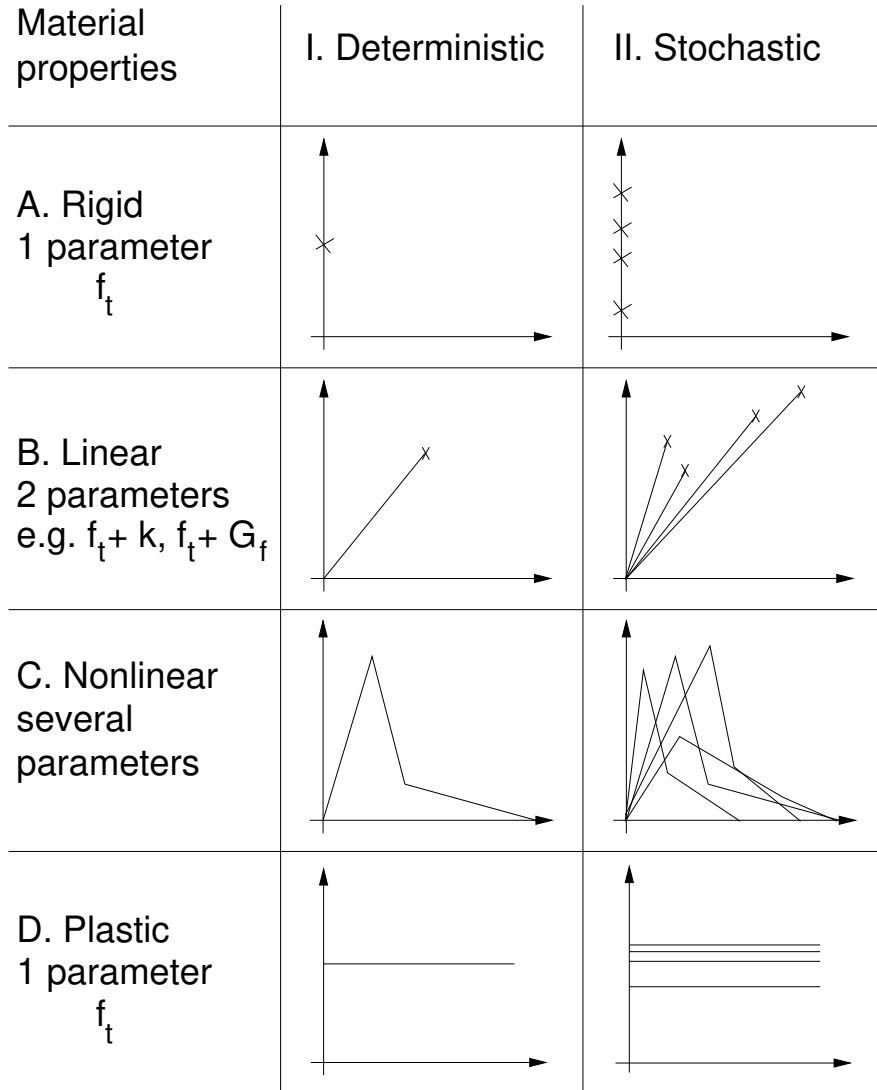 Material
properties
I. Deterministic
II. Stochastic
A. Rigid
1 parameter
f_t
B. Linear
2 parameters
e.g. f_t+ k, f_t+ G_f
C. Nonlinear
several
parameters
D. Plastic
1 parameter
f_t